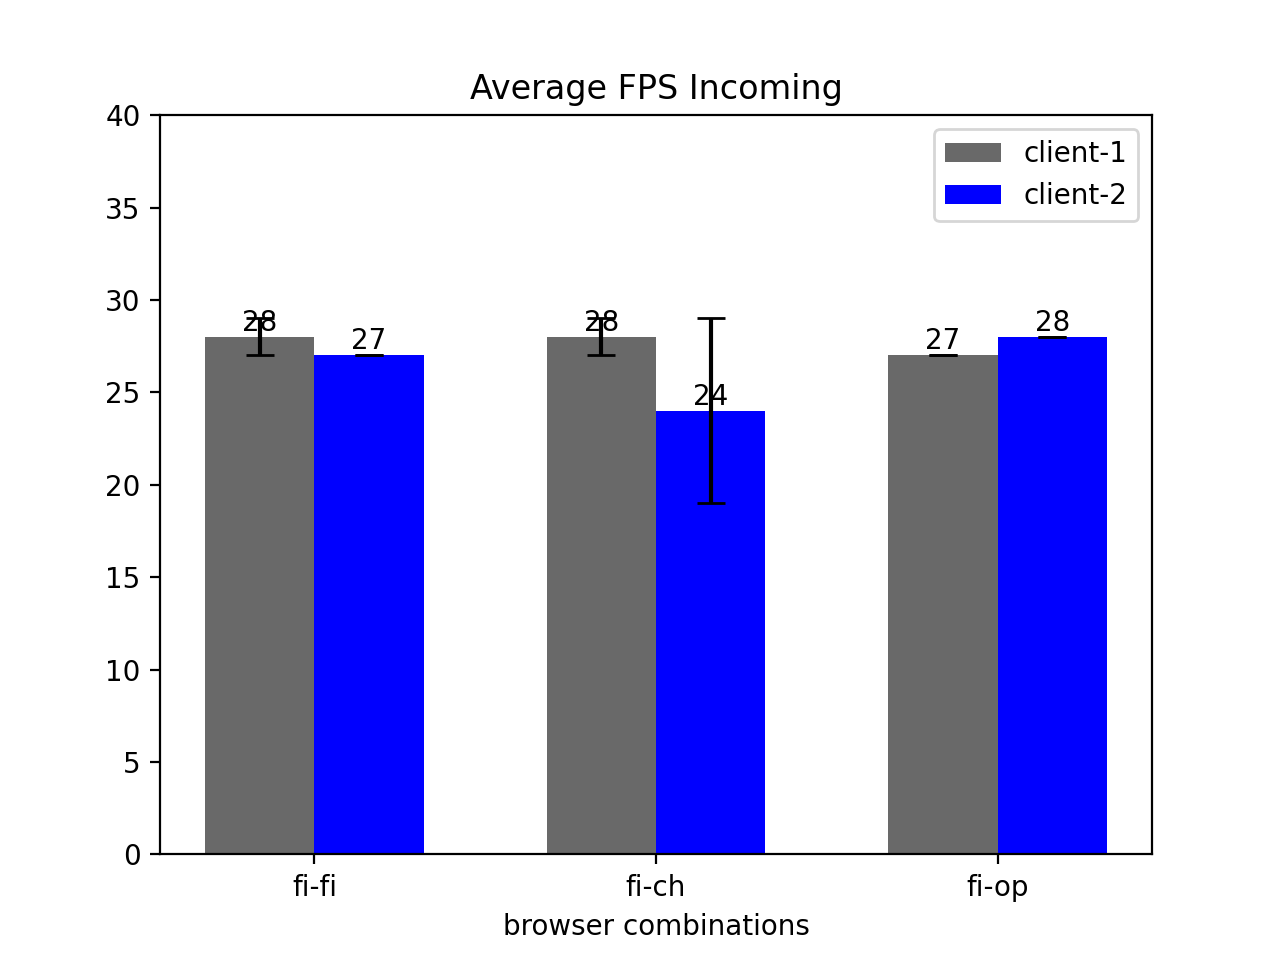 Average FPS Incoming
40
35
30
25
20
15
10
5
0
client-1
client-2
28
27
28
24
27
28
fi-fi
fi-ch
fi-op
browser combinations